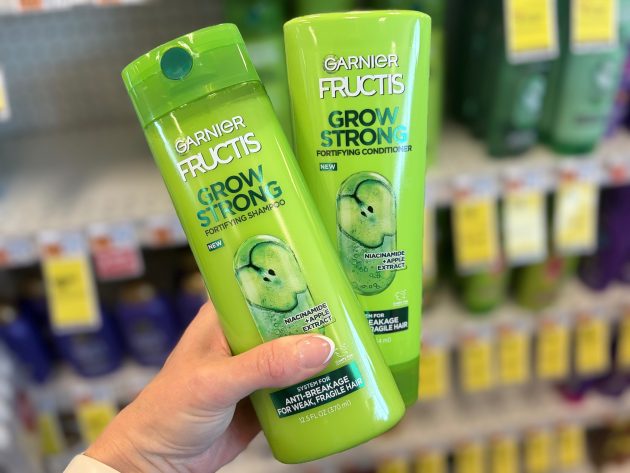 GARNIER
FRUCTIS
GROW
STRONG
FORTIFYING SHAMPOO
NEW
NIACINAMIDE
+APPLE
EXTRACT
SYSTEM FOR
ANTI-BREAKAGE
FOR WEAK, FRAGILE HAIR
12.5 FL OZ (370 mL)
GARNIER
FRUCTIS
GROW
STRONG
FORTIFYING CONDITIONER
NEW
NIACINAMIDE
+APPLE
EXTRACT
BREAKAGE
FRAGILE HAIR